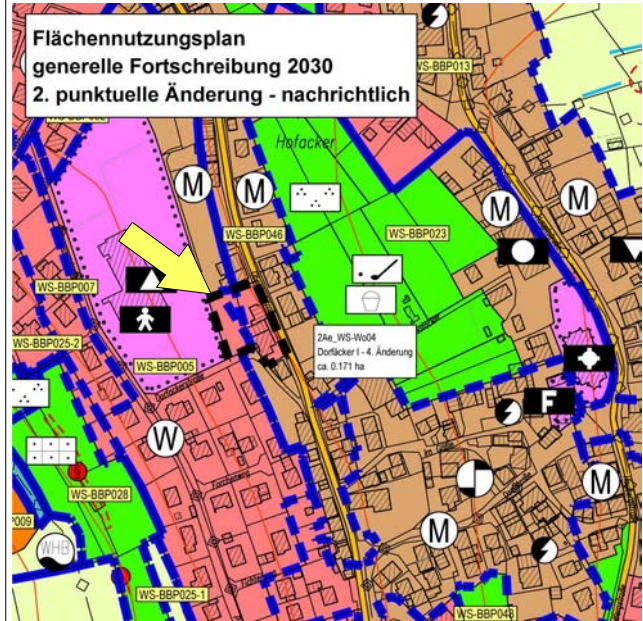 Flächennutzungsplan
generelle Fortschreibung 2030
2. punktuelle Änderung - nachrichtlich
WS-BBP013
Hofacker
M
M
M
M
WS-BBP046
WS-BBP023
WS-BBP007
WS-BBP025-2
WS-BBP005
2Ae_WS-Wo04
Dorfäcker I - 4. Änderung
ca. 0.171 ha
F
W
WS-BBP028
WHB
M
M
WS-BBP025-1
WS-BBP048